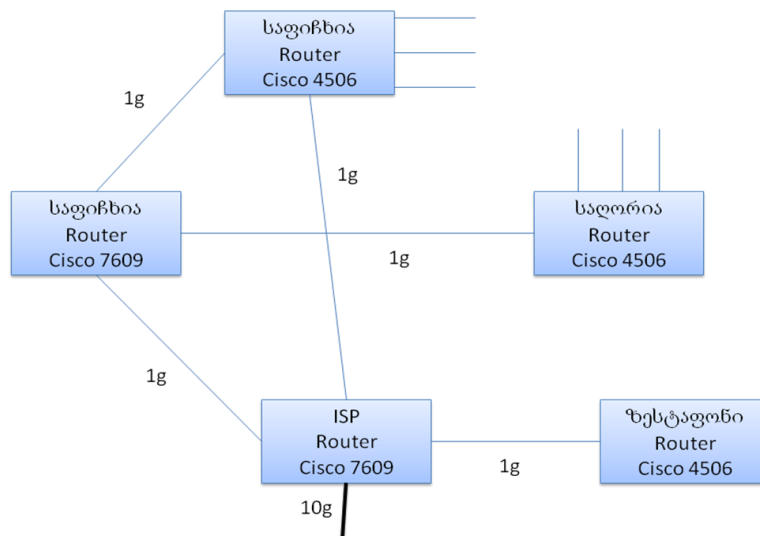 საფიჩხია
Router
Cisco 4506
1g
1g
საფიჩხია
Router
Cisco 7609
საღორია
Router
Cisco 4506
1g
1g
ISP
Router
Cisco 7609
ზესტაფონი
Router
Cisco 4506
1g
10g